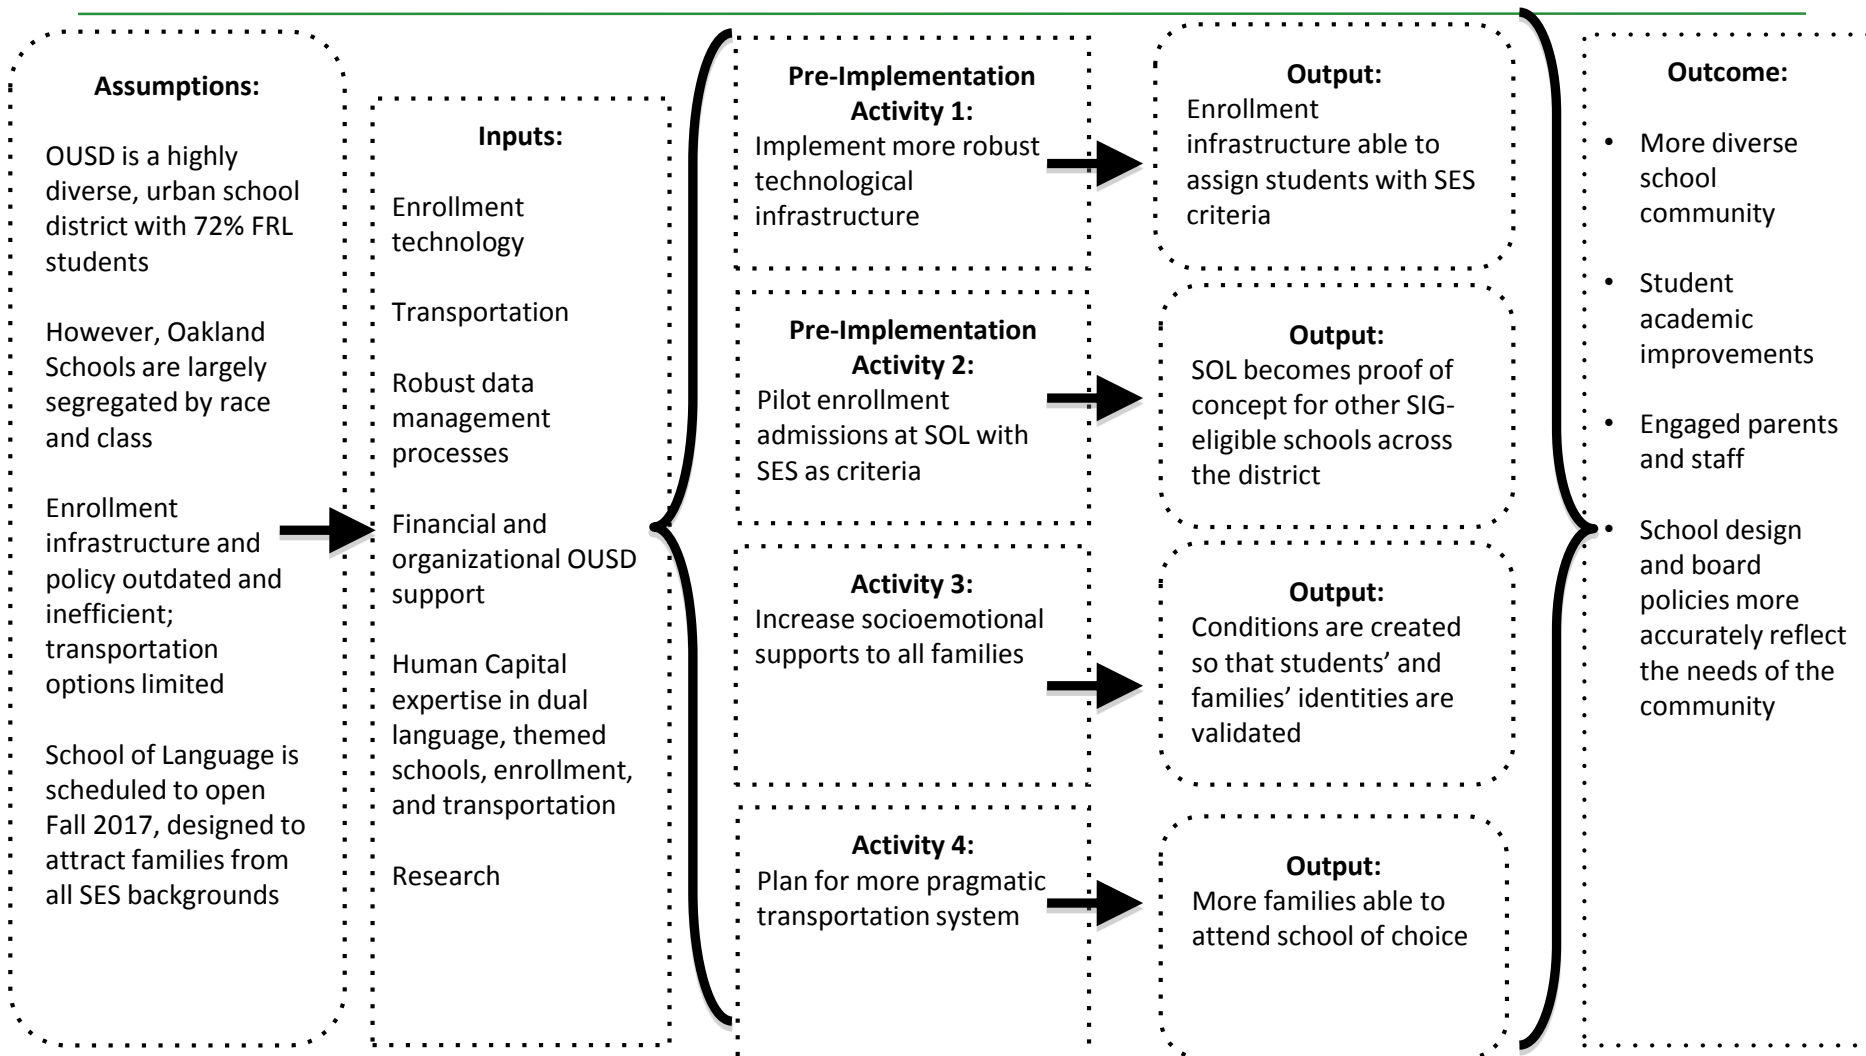 Assumptions:
OUSD is a highly
diverse, urban school
district with 72% FRL
students
However, Oakland
Schools are largely
segregated by race
and class
Enrollment
infrastructure and
policy outdated and
inefficient;
transportation
options limited
School of Language is
scheduled to open
Fall 2017, designed to
attract families from
all SES backgrounds
Inputs:
Enrollment
technology
Transportation
Robust data
management
processes
Financial and
organizational OUSD
support
Human Capital
expertise in dual
language, themed
schools, enrollment,
and transportation
Research
Pre-Implementation
Activity 1:
Implement more robust
technological
infrastructure
Output:
Enrollment
infrastructure able to
assign students with SES
criteria
Pre-Implementation
Activity 2:
Pilot enrollment
admissions at SOL with
SES as criteria
Output:
SOL becomes proof of
concept for other SIG-
eligible schools across
the district
Activity 3:
Increase socioemotional
supports to all families
Output:
Conditions are created
so that students’ and
families’ identities are
validated
Activity 4:
Plan for more pragmatic
transportation system
Output:
More families able to
attend school of choice
Outcome:
• More diverse
school
community
• Student
academic
improvements
• Engaged parents
and staff
• School design
and board
policies more
accurately reflect
the needs of the
community